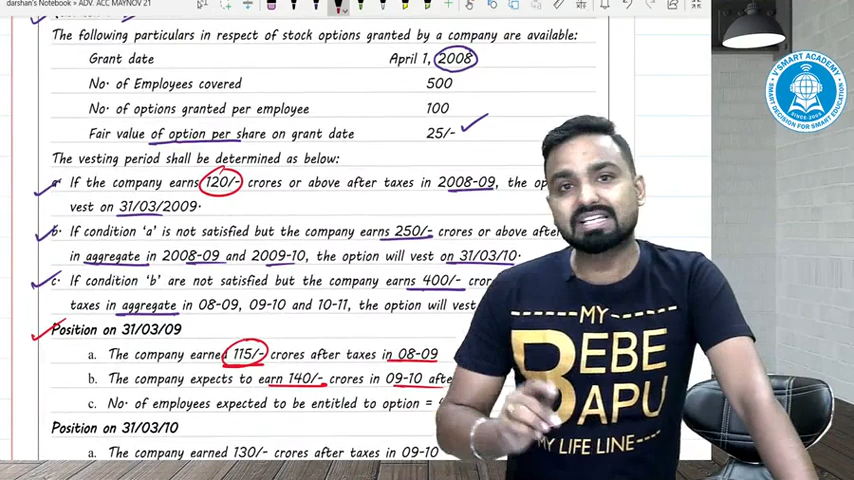 darshan's Notebook » ADV. ACC MAYNOV 21
The following particulars in respect of stock options granted by a company are available:
Grant date April 1, 2008
No. of Employees covered 500
No. of options granted per employee 100
Fair value of option per share on grant date 25/-
The vesting period shall be determined as below:
a. If the company earns 120/- crores or above after taxes in 2008-09, the
vest on 31/03/2009.
b. If condition 'a' is not satisfied but the company earns 250/- crores or above
in aggregate in 2008-09 and 2009-10, the option will vest on 31/03/10.
c. If condition 'b' are not satisfied but the company earns 400/-
taxes in aggregate in 08-09, 09-10 and 10-11, the option will vest
Position on 31/03/09
a. The company earned 115/- crores after taxes in 08-09
b. The company expects to earn 140/- crores in 09-10
c. No. of employees expected to be entitled to option =
Position on 31/03/10
a. The company earned 130/- crores after taxes in 09-10
V'SMART ACADEMY
SINCE-2005
SMART DECISION FOR SMART EDUCATION
MY
BEBE
BAPU
MY LIFE LINE